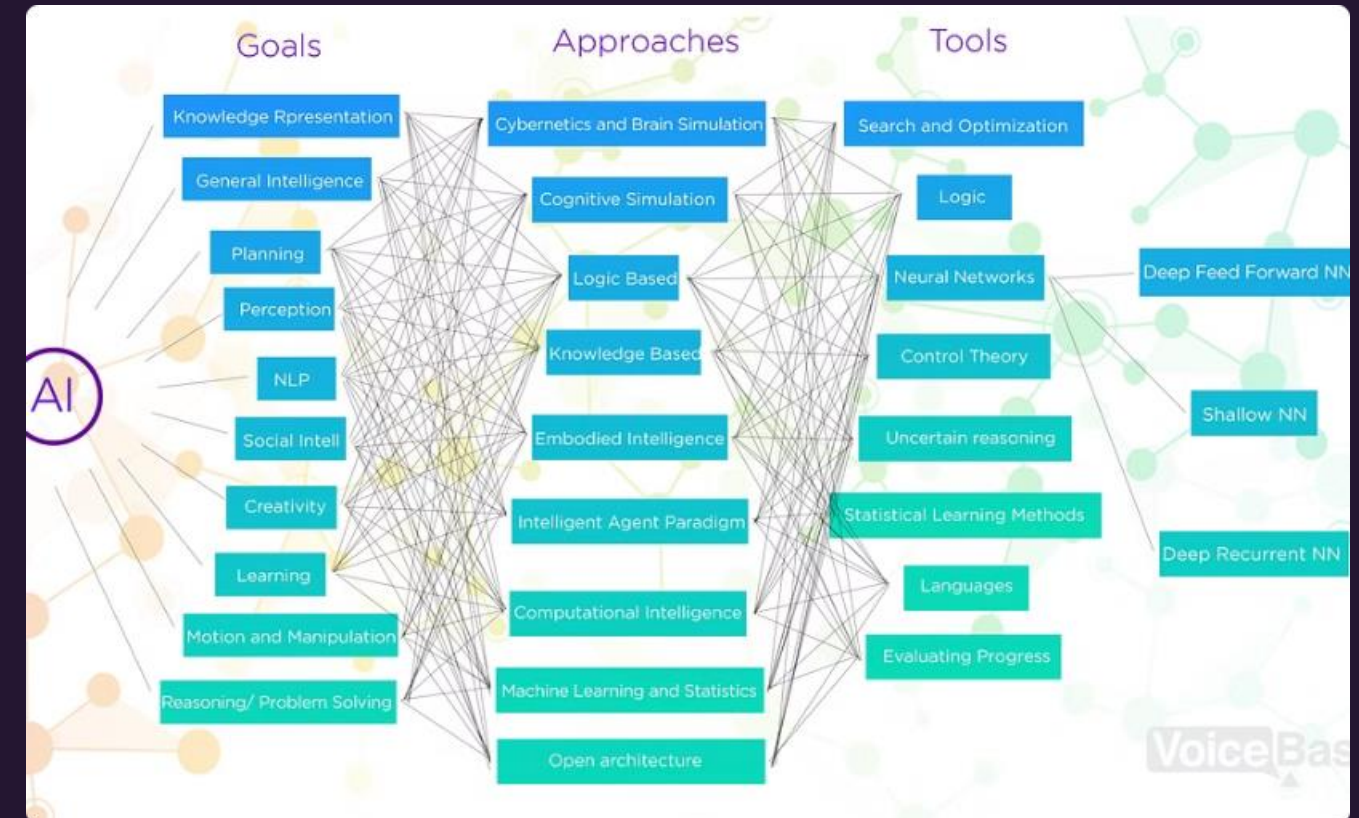 Goals
Approaches
Tools
AI
Knowledge Rpresentation
General Intelligence
Planning
Perception
NLP
Social Intell
Creativity
Learning
Motion and Manipulation
Reasoning/ Problem Solving
Cybernetics and Brain Simulation
Cognitive Simulation
Logic Based
Knowledge Based
Embodied Intelligence
Intelligent Agent Paradigm
Computational Intelligence
Machine Learning and Statistics
Open architecture
Search and Optimization
Logic
Neural Networks
Control Theory
Uncertain reasoning
Statistical Learning Methods
Languages
Evaluating Progress
Deep Feed Forward NN
Shallow NN
Deep Recurrent NN
VoiceBas